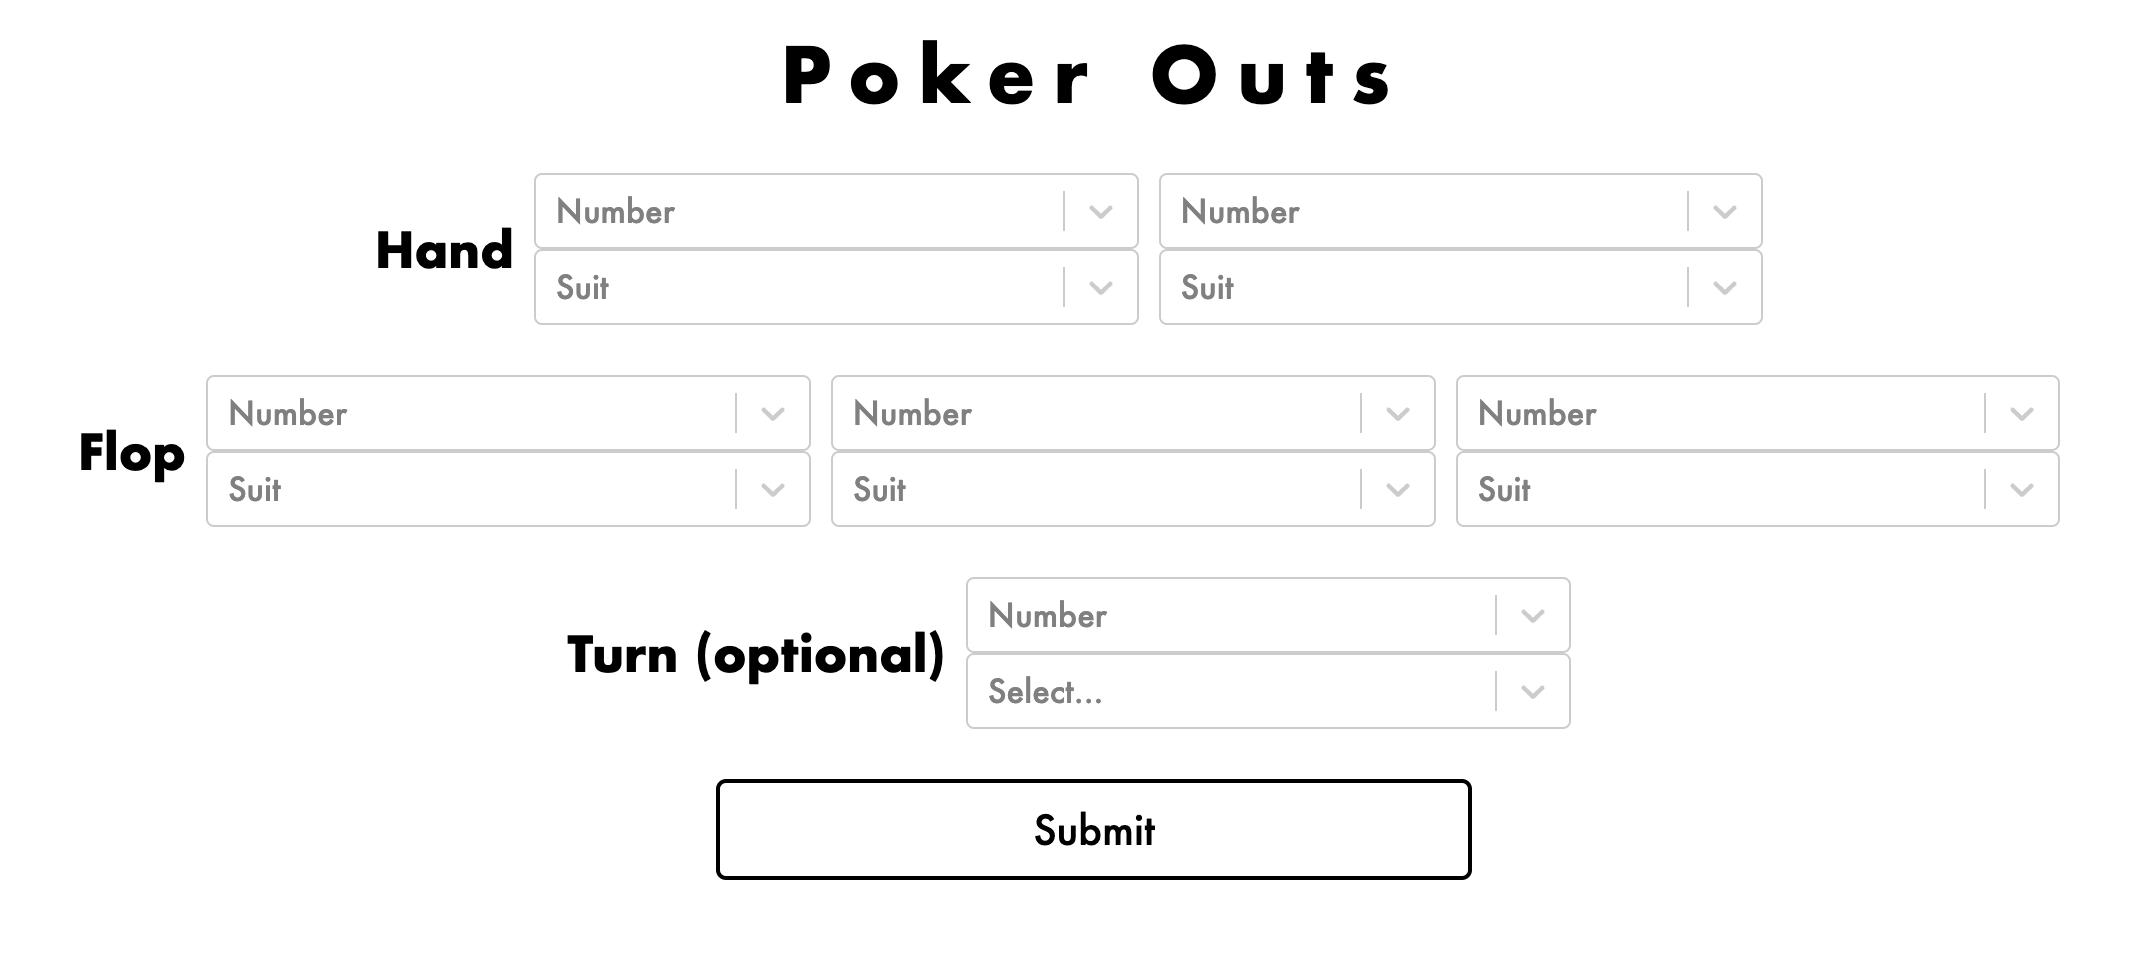 Poker Outs
Number Number
Hand
Suit Suit
Number Number Number
Flop
Suit Suit Suit
Number
Turn (optional)
Select...
Submit